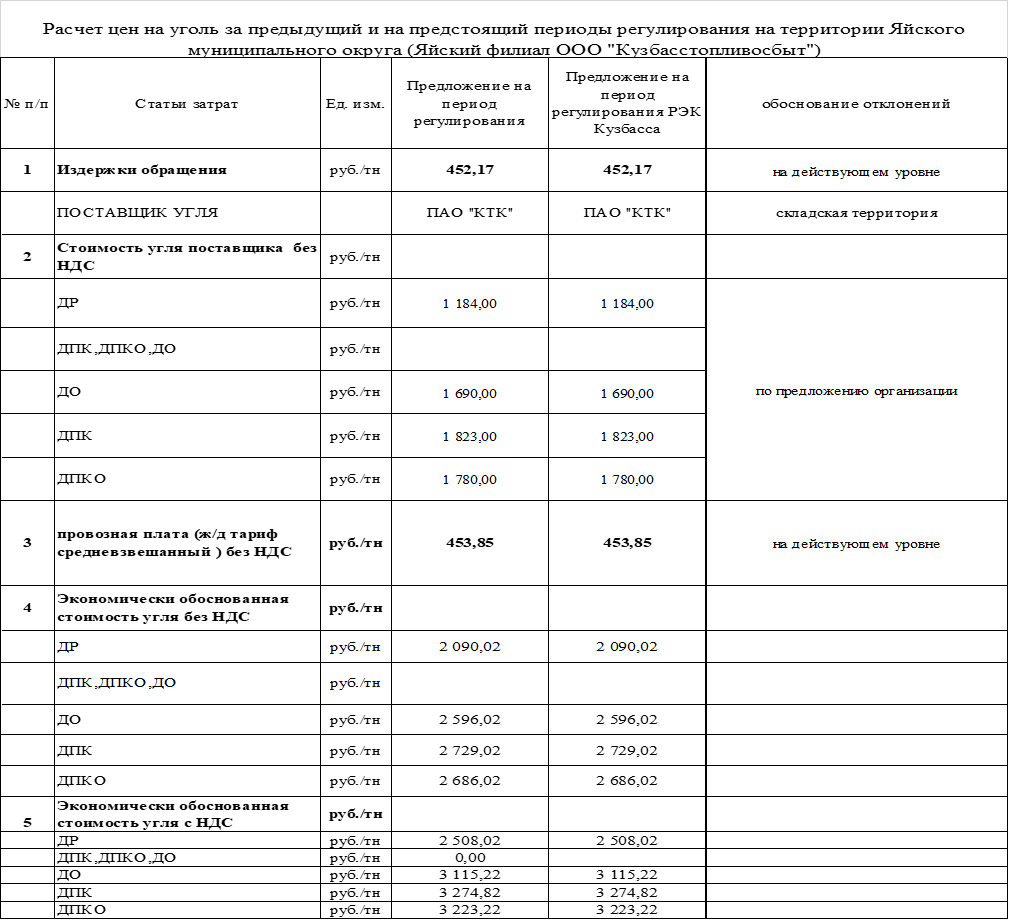 Расчет цен на уголь за предыдущий и на предстоящий периоды регулирования на территории Яйского
муниципального округа (Яйский филиал ООО "Кузбасстопливосбыт")
№ п/п Статьи затрат Ед. изм. Предложение на период регулирования Предложение на период регулирования РЭК Кузбасса обоснование отклонений
1 Издержки обращения руб./тн 452,17 452,17 на действующем уровне
ПОСТАВЩИК УГЛЯ ПАО "КТК" ПАО "КТК" складская территория
2 Стоимость угля поставщика без НДС руб./тн
ДР руб./тн 1 184,00 1 184,00
ДПК,ДПКО,ДО руб./тн
ДО руб./тн 1 690,00 1 690,00 по предложению организации
ДПК руб./тн 1 823,00 1 823,00
ДПКО руб./тн 1 780,00 1 780,00
3 провозная плата (ж/д тариф средневзвешанный ) без НДС руб./тн 453,85 453,85 на действующем уровне
4 Экономически обоснованная стоимость угля без НДС руб./тн
ДР руб./тн 2 090,02 2 090,02
ДПК,ДПКО,ДО руб./тн
ДО руб./тн 2 596,02 2 596,02
ДПК руб./тн 2 729,02 2 729,02
ДПКО руб./тн 2 686,02 2 686,02
5 Экономически обоснованная стоимость угля с НДС руб./тн
ДР руб./тн 2 508,02 2 508,02
ДПК,ДПКО,ДО руб./тн 0,00
ДО руб./тн 3 115,22 3 115,22
ДПК руб./тн 3 274,82 3 274,82
ДПКО руб./тн 3 223,22 3 223,22